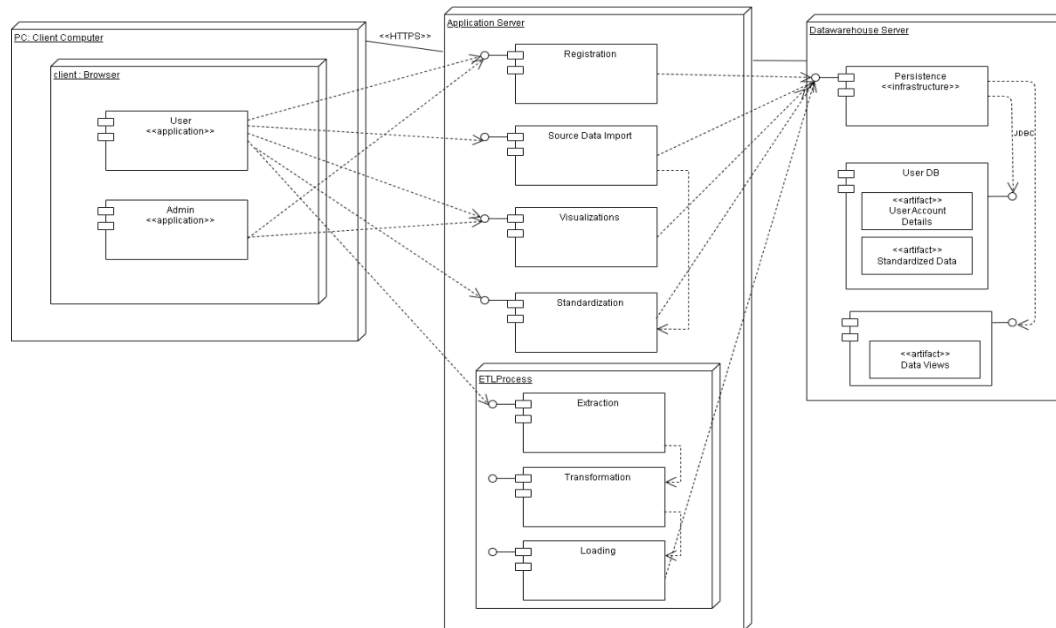 PC: Client Computer
client : Browser
User
<<application>>
Admin
<<application>>
<<HTTPS>>
Application Server
Registration
Source Data Import
Visualizations
Standardization
ETLProcess
Extraction
Transformation
Loading
Datawarehouse Server
Persistence
<<infrastructure>>
JDBC
User DB
<<artifact>>
UserAccount
Details
<<artifact>>
Standardized Data
<<artifact>>
Data Views